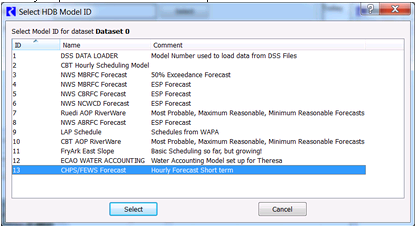 Select HDB Model ID
Select Model ID for dataset Dataset 0
ID Name Comment
1 DSS DATA LOADER Model Number used to load data from DSS Files
2 CBT Hourly Scheduling Model
3 NWS MBRFC Forecast 50% Exceedance Forecast
4 NWS MBRFC Forecast ESP Forecast
5 NWS CBRFC Forecast ESP Forecast
6 NWS NCWCD Forecast ESP Forecast
7 Ruedi AOP RiverWare Most Probable, Maximum Reasonable, Minimum Reasonable Forecasts
8 NWS ABRFC Forecast ESP Forecast
9 LAP Schedule Schedules from WAPA
10 CBT AOP RiverWare Most Probable, Maximum Reasonable, Minimum Reasonable Forecasts
11 FryArk East Slope Basic Scheduling so far, but growing!
12 ECAO WATER ACCOUNTING Water Accounting Model set up for Theresa
13 CHPS/FEWS Forecast Hourly Forecast Short term
Select Cancel